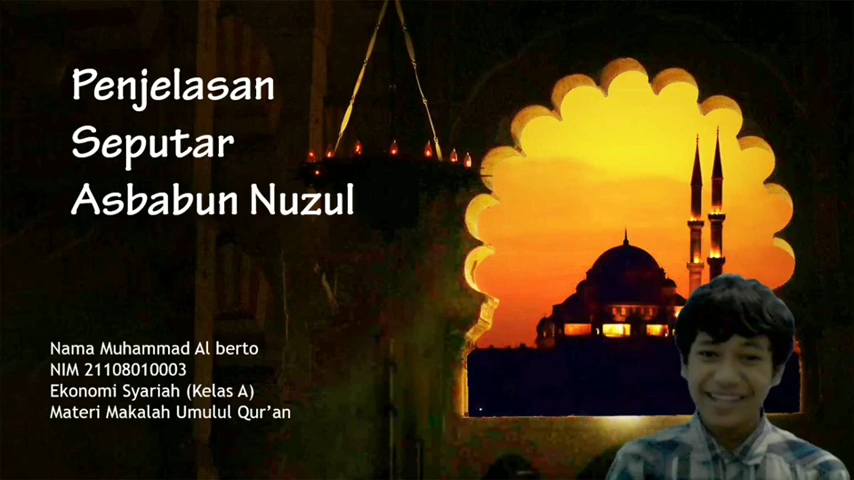 Penjelasan
Seputar
Asbabun Nuzul
Nama Muhammad Al berto
NIM 21108010003
Ekonomi Syariah (Kelas A)
Materi Makalah Umulul Qur'an